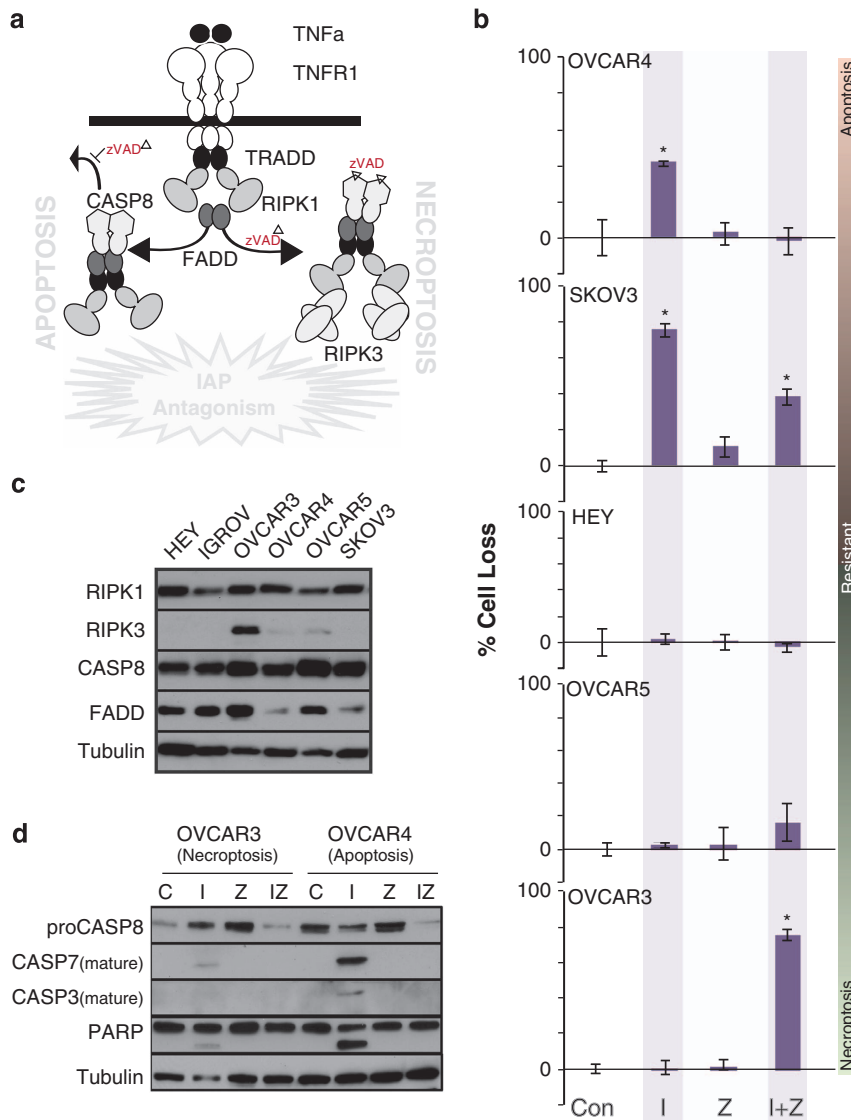 a
TNFa
TNFR1
zVAD△
TRADD
zVAD
CASP8
RIPK1
zVAD△
FADD
APOPTOSIS
NECROPTOSIS
RIPK3
IAP
Antagonism
b
% Cell Loss
OVCAR4
100
0
*
SKOV3
100
0
*
*
HEY
100
0
OVCAR5
100
0
OVCAR3
100
0
*
Con I Z I+Z
Apoptosis
Resistant
Necroptosis
c
HEY IGROV OVCAR3 OVCAR4 OVCAR5 SKOV3
RIPK1
RIPK3
CASP8
FADD
Tubulin
d
OVCAR3 OVCAR4
(Necroptosis) (Apoptosis)
C I Z IZ C I Z IZ
proCASP8
CASP7(mature)
CASP3(mature)
PARP
Tubulin